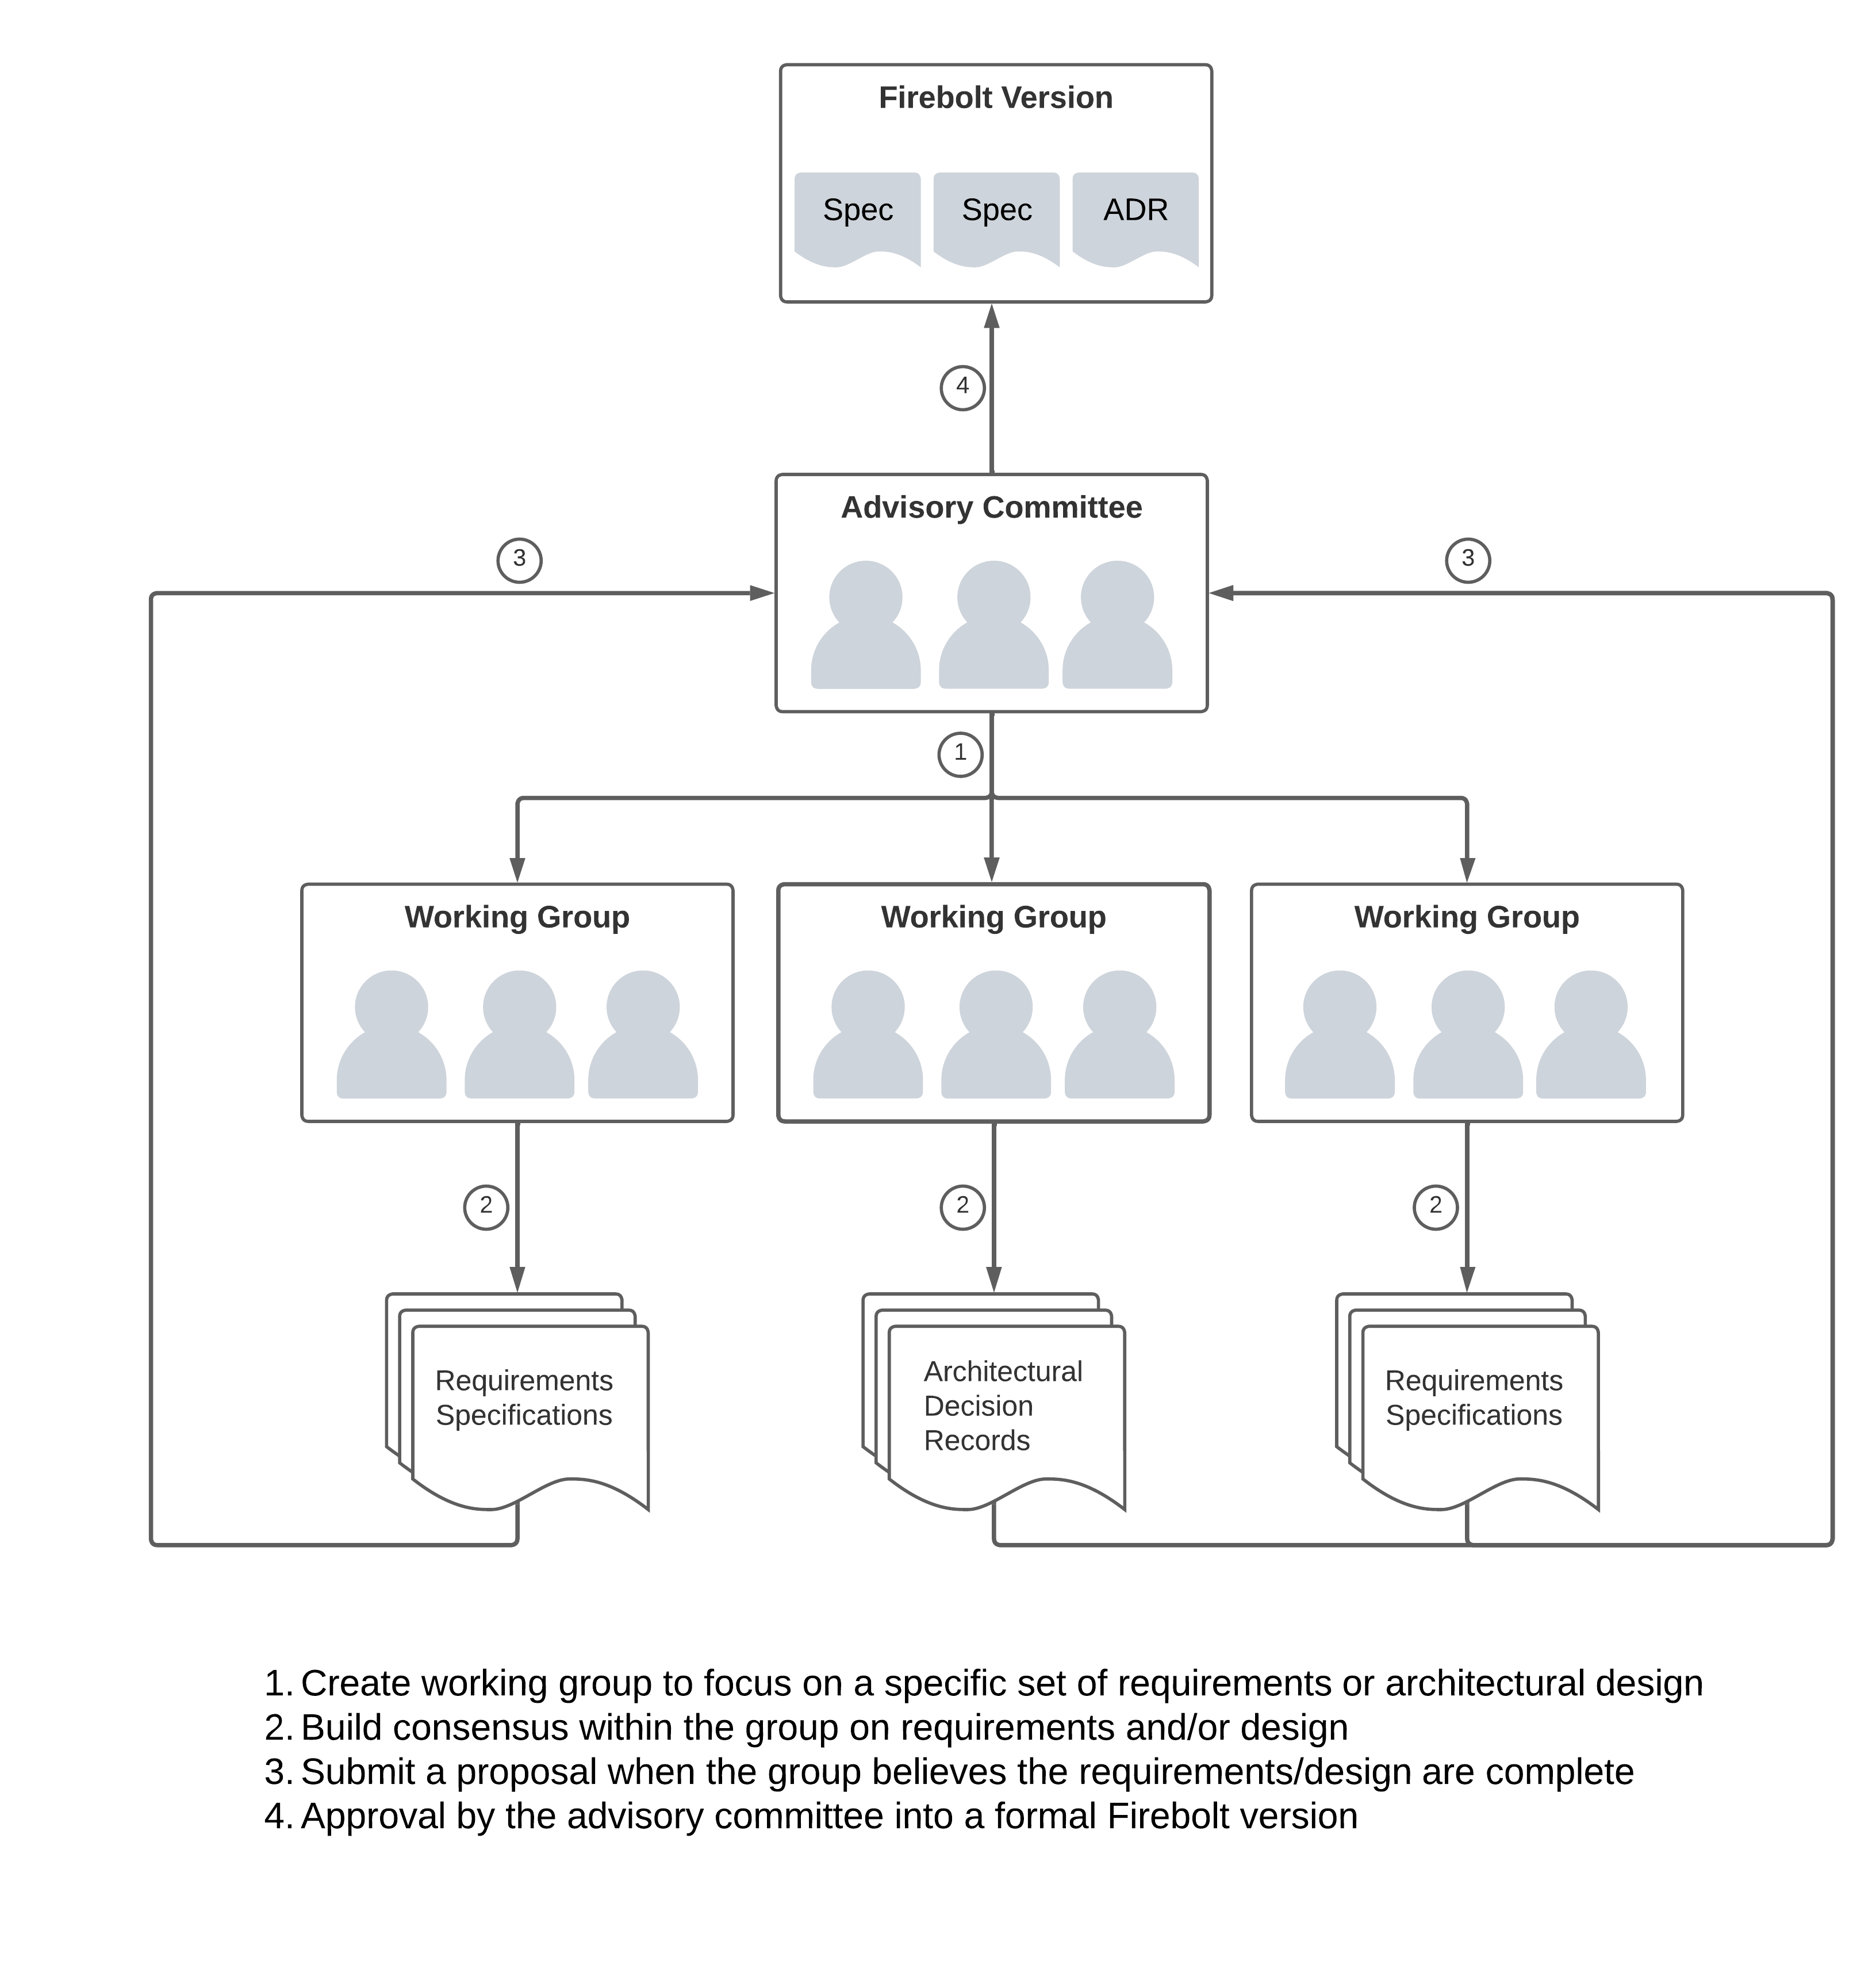 Firebolt Version
Spec
Spec
ADR
4
Advisory Committee
3
3
1
Working Group
Working Group
Working Group
2
2
2
Requirements
Specifications
Architectural
Decision
Records
Requirements
Specifications
1. Create working group to focus on a specific set of requirements or architectural design
2. Build consensus within the group on requirements and/or design
3. Submit a proposal when the group believes the requirements/design are complete
4. Approval by the advisory committee into a formal Firebolt version